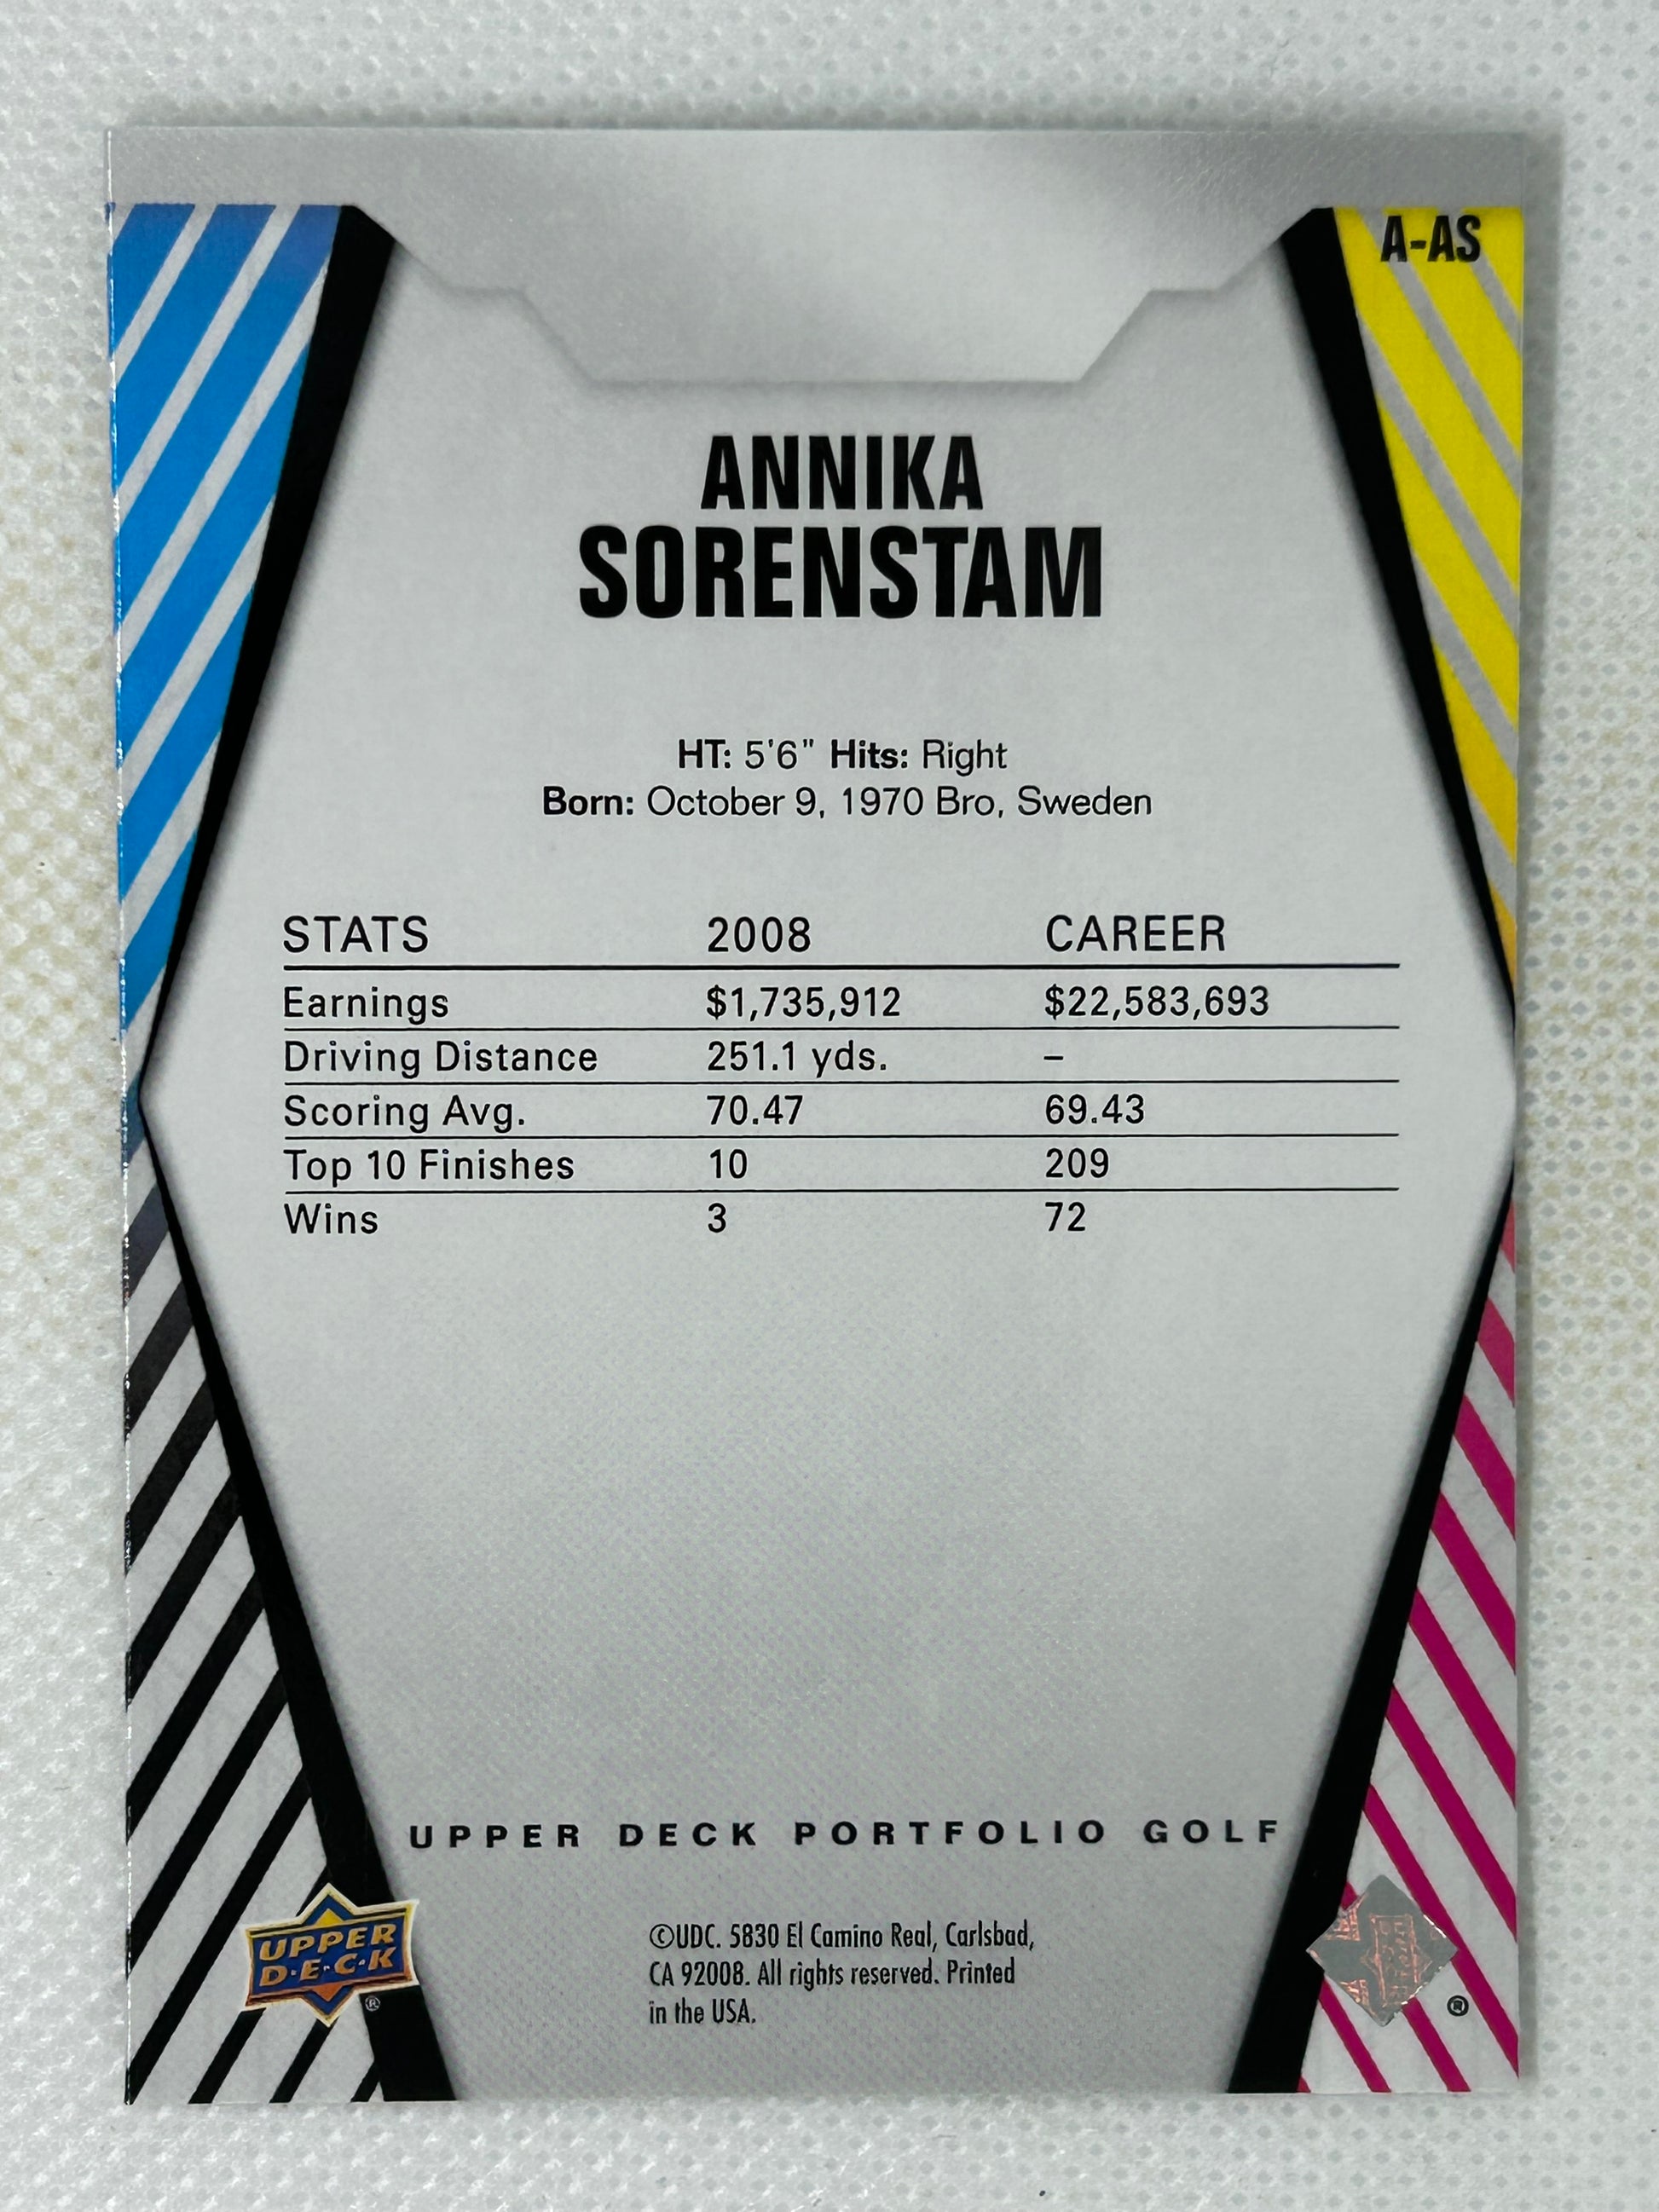 A-AS
ANNIKA
SORENSTAM
HT: 5'6" Hits: Right
Born: October 9, 1970 Bro, Sweden
STATS 2008 CAREER
Earnings $1,735,912 $22,583,693
Driving Distance 251.1 yds. –
Scoring Avg. 70.47 69.43
Top 10 Finishes 10 209
Wins 3 72
UPPER DECK PORTFOLIO GOLF
UPPER
D•E•C•K
®
©UDC. 5830 El Camino Real, Carlsbad,
CA 92008. All rights reserved. Printed
in the USA.
®